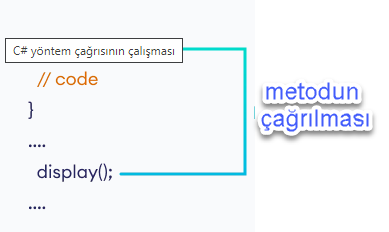 C# yöntem çağrısının çalışması
// code
}
....
display();
....
metodun
çağrılması